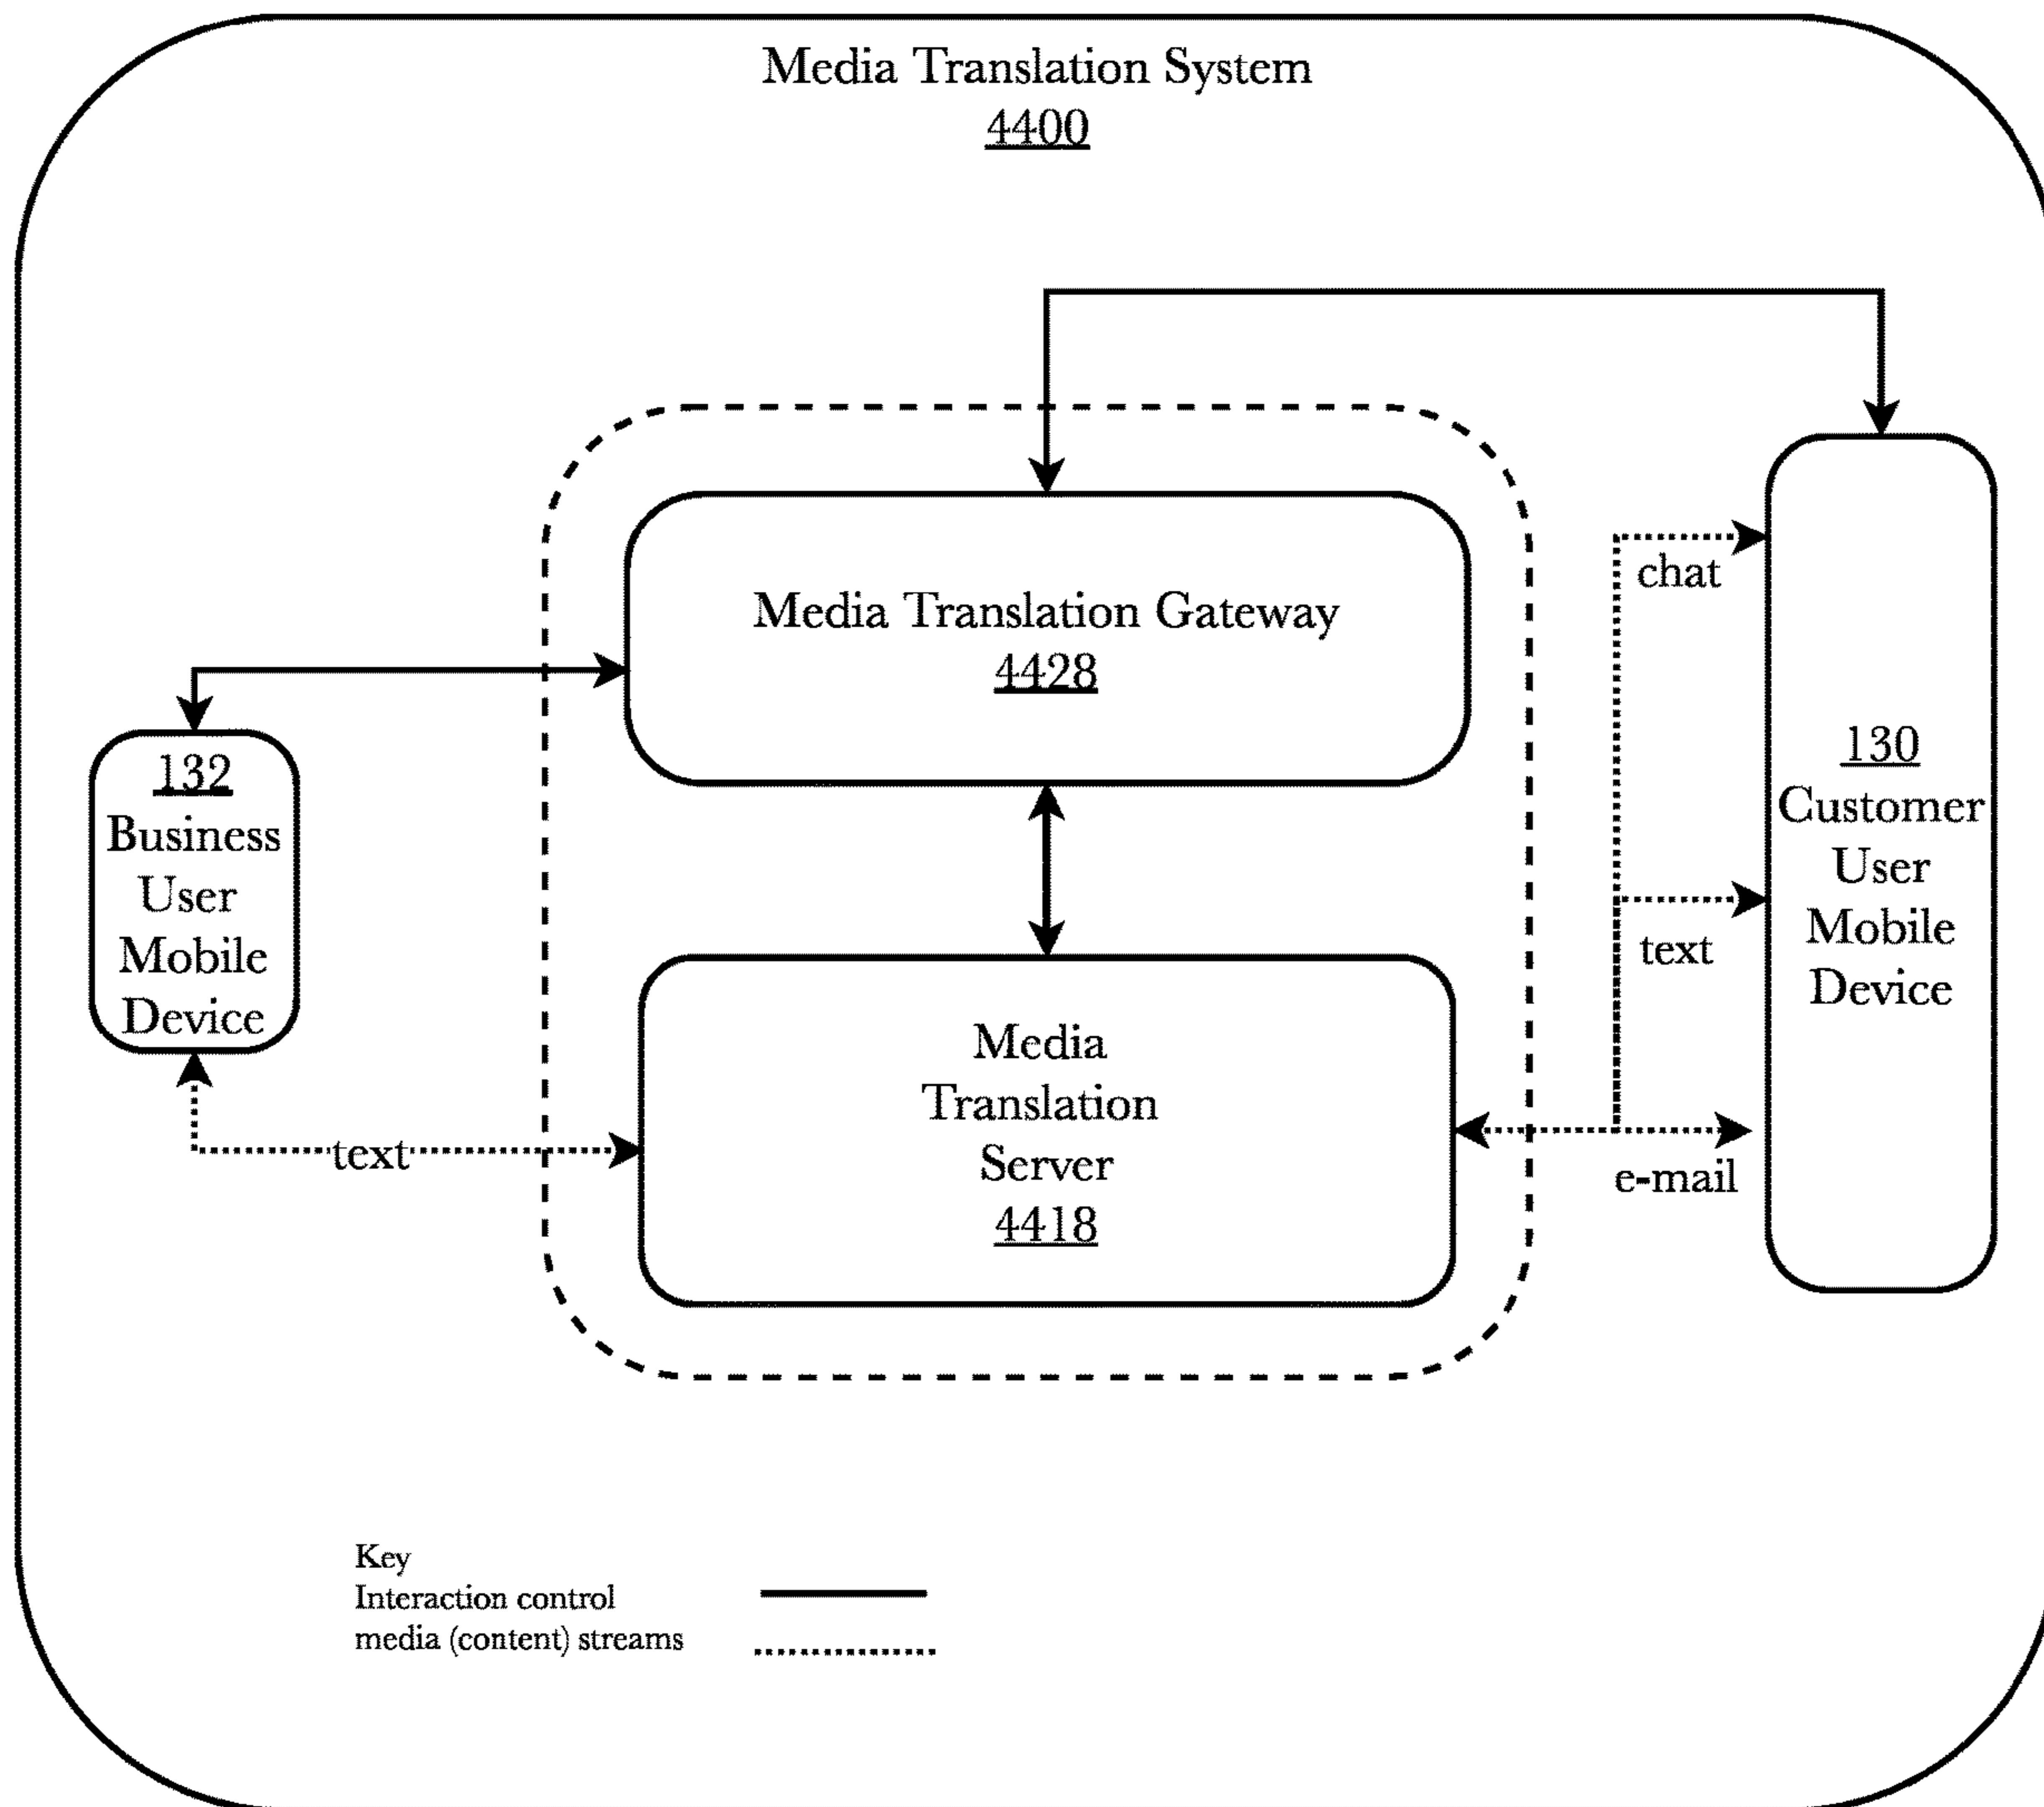 Media Translation System
4400
Media Translation Gateway
4428
chat
132
Business
User
Mobile
Device
130
Customer
User
Mobile
Device
text
Media
Translation
Server
4418
text
e-mail
Key
Interaction control
media (content) streams